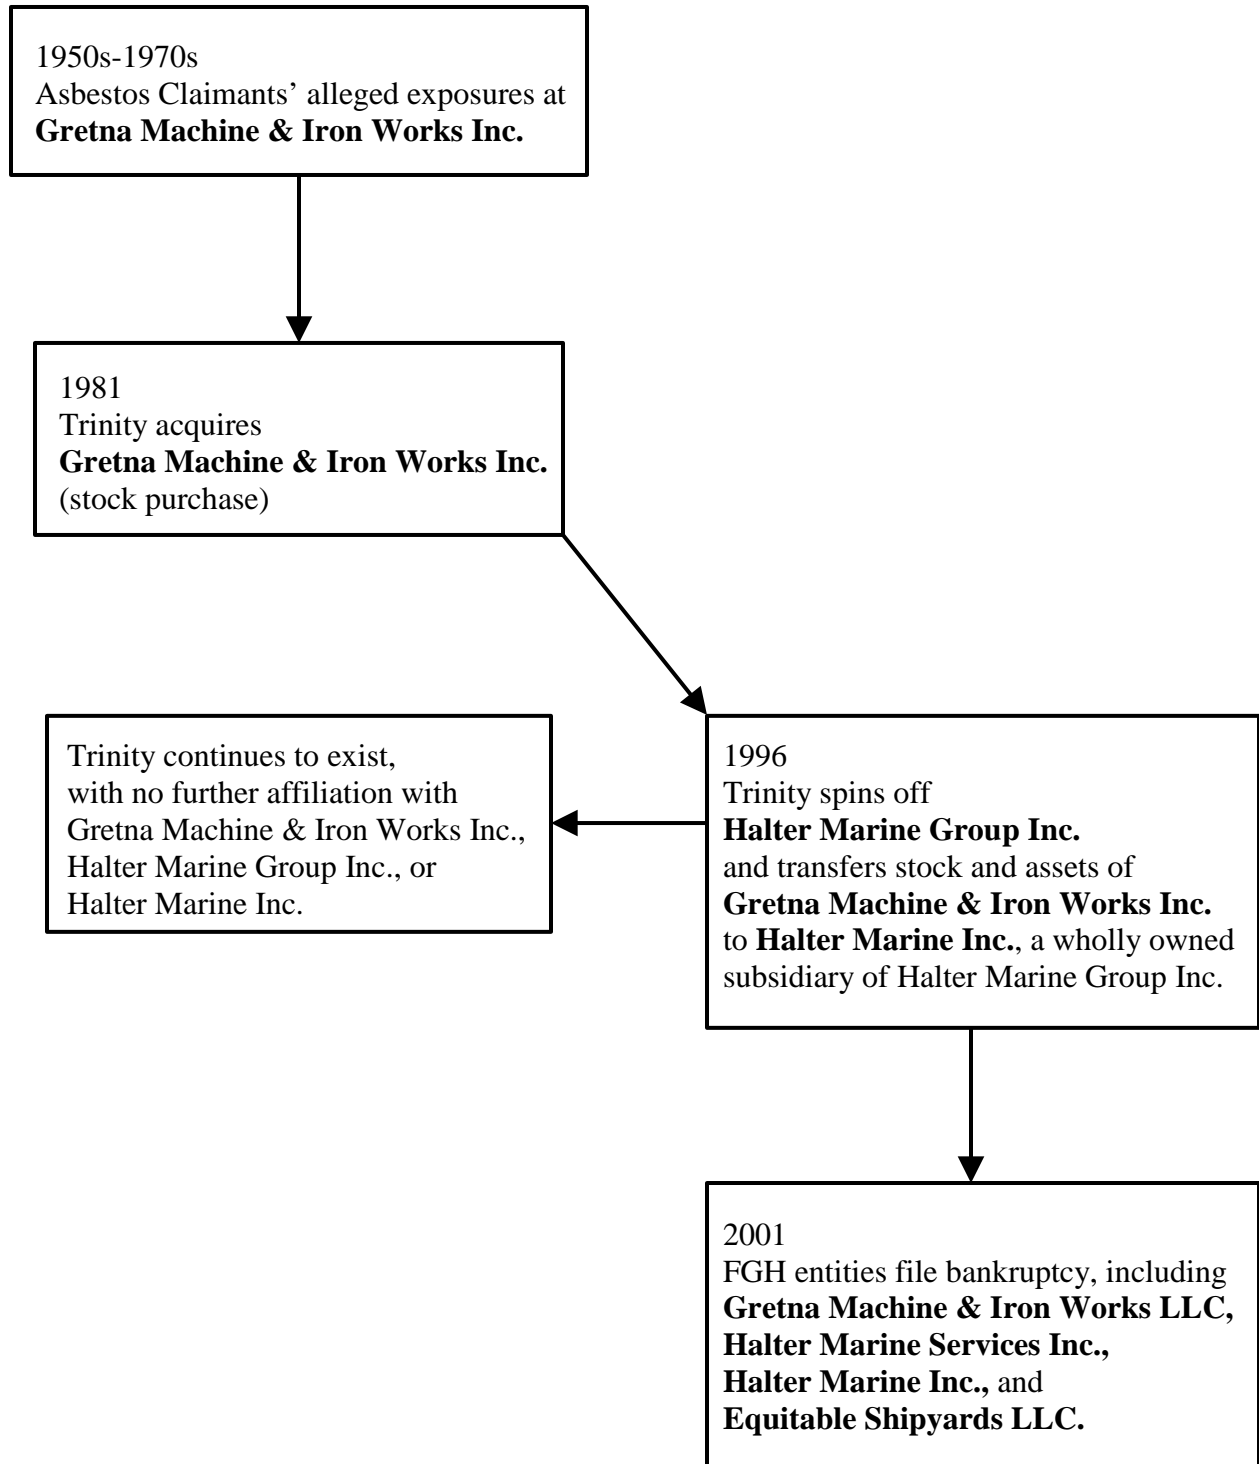 1950s-1970s
Asbestos Claimants’ alleged exposures at
Gretna Machine & Iron Works Inc.
1981
Trinity acquires
Gretna Machine & Iron Works Inc.
(stock purchase)
Trinity continues to exist,
with no further affiliation with
Gretna Machine & Iron Works Inc.,
Halter Marine Group Inc., or
Halter Marine Inc.
1996
Trinity spins off
Halter Marine Group Inc.
and transfers stock and assets of
Gretna Machine & Iron Works Inc.
to Halter Marine Inc., a wholly owned
subsidiary of Halter Marine Group Inc.
2001
FGH entities file bankruptcy, including
Gretna Machine & Iron Works LLC,
Halter Marine Services Inc.,
Halter Marine Inc., and
Equitable Shipyards LLC.